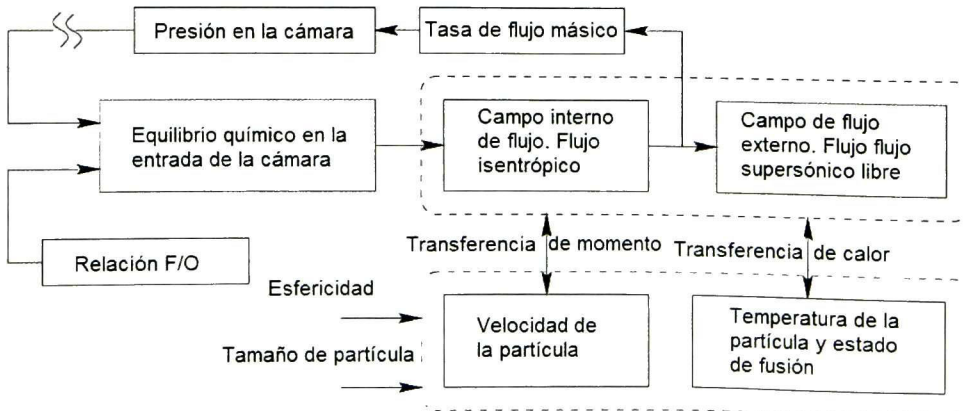 Presión en la cámara
Tasa de flujo másico
Equilibrio químico en la
entrada de la cámara
Campo interno
de flujo. Flujo
isentrópico
Campo de flujo
externo. Flujo flujo
supersónico libre
Relación F/O
Transferencia de momento
Transferencia de calor
Esfericidad
Tamaño de partícula
Velocidad de
la partícula
Temperatura de la
partícula y estado
de fusión